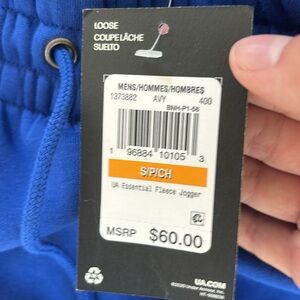 LOOSE
COUPE LÂCHE
SUELTO
MENS/HOMMES/HOMBRES
1373882 AVY 400
BNH-P1-56
1 96884 10105 3
S/P/CH
UA Essential Fleece Jogger
MSRP $60.00
UA.COM